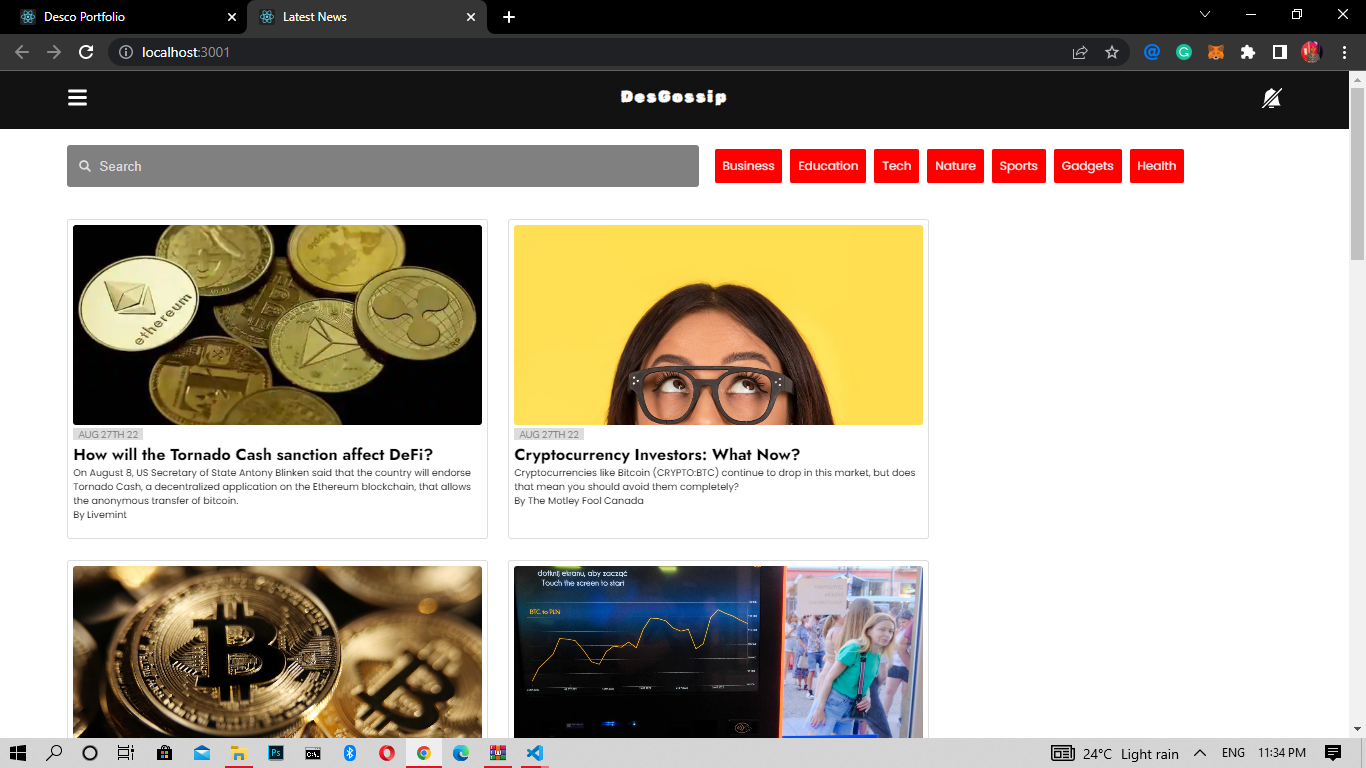 Desco Portfolio
Latest News
localhost:3001
DesGossip
Search
Business
Education
Tech
Nature
Sports
Gadgets
Health
ethereum
AUG 27TH 22
How will the Tornado Cash sanction affect DeFi?
On August 8, US Secretary of State Antony Blinken said that the country will endorse
Tornado Cash, a decentralized application on the Ethereum blockchain, that allows
the anonymous transfer of bitcoin.
By Livemint
AUG 27TH 22
Cryptocurrency Investors: What Now?
Cryptocurrencies like Bitcoin (CRYPTO:BTC) continue to drop in this market, but does
that mean you should avoid them completely?
By The Motley Fool Canada
dotknij ekranu, aby zacząć
Touch the screen to start
BTC to PLN
24°C Light rain
ENG
11:34 PM